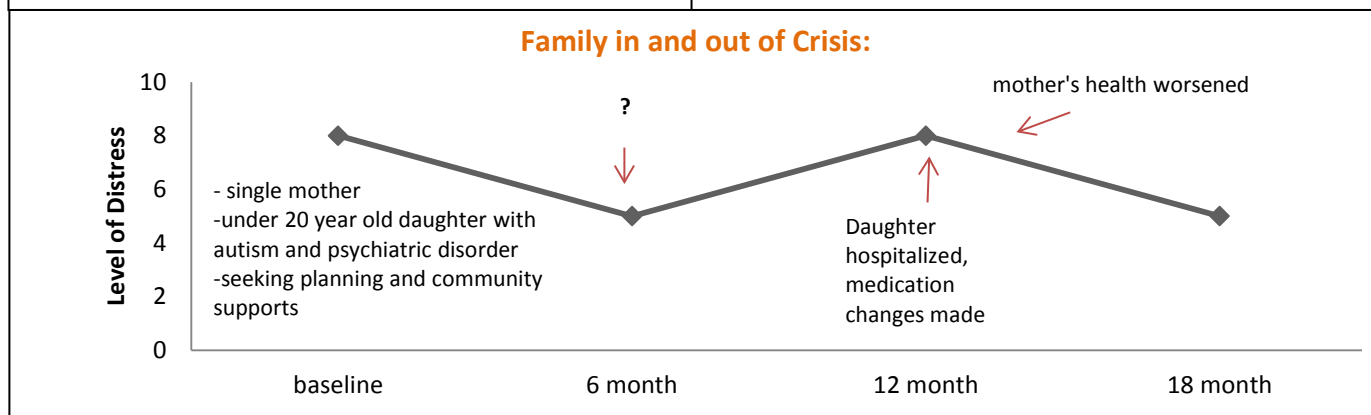 Family in and out of Crisis:
10
8
6
4
2
0
Level of Distress
- single mother
-under 20 year old daughter with
autism and psychiatric disorder
-seeking planning and community
supports
?
Daughter
hospitalized,
medication
changes made
mother's health worsened
baseline
6 month
12 month
18 month